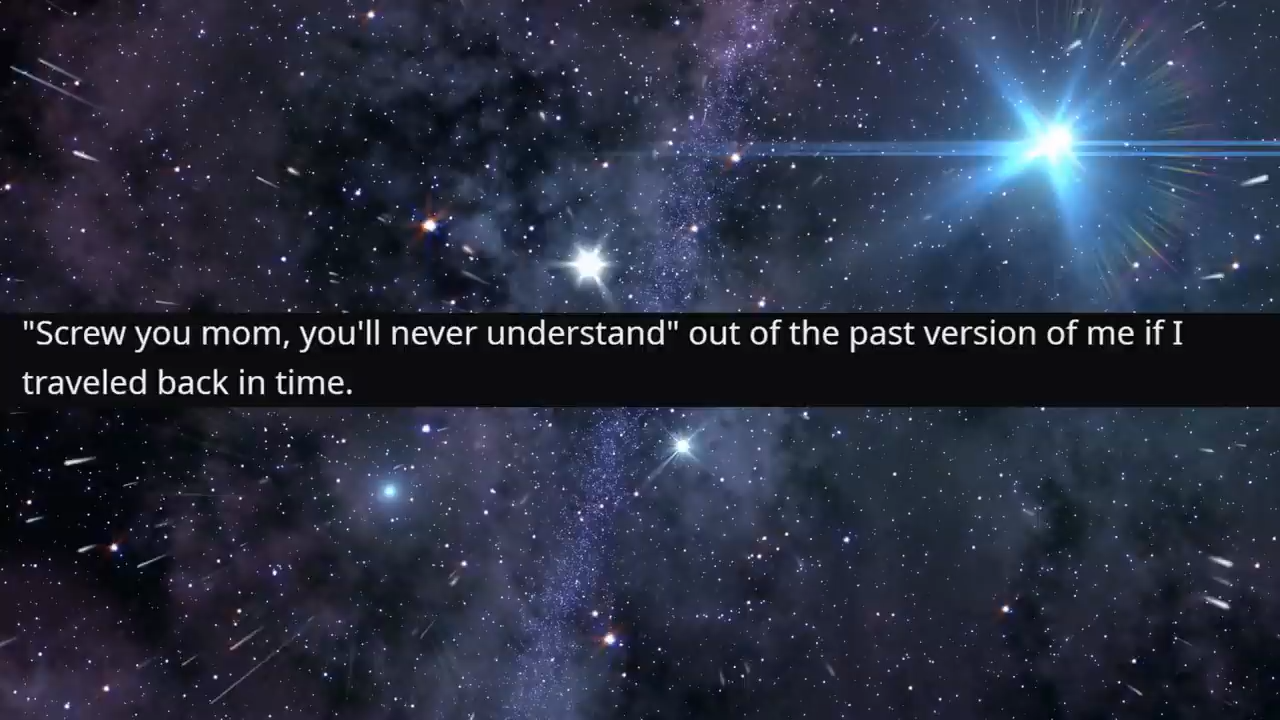 "Screw you mom, you'll never understand" out of the past version of me if I
traveled back in time.